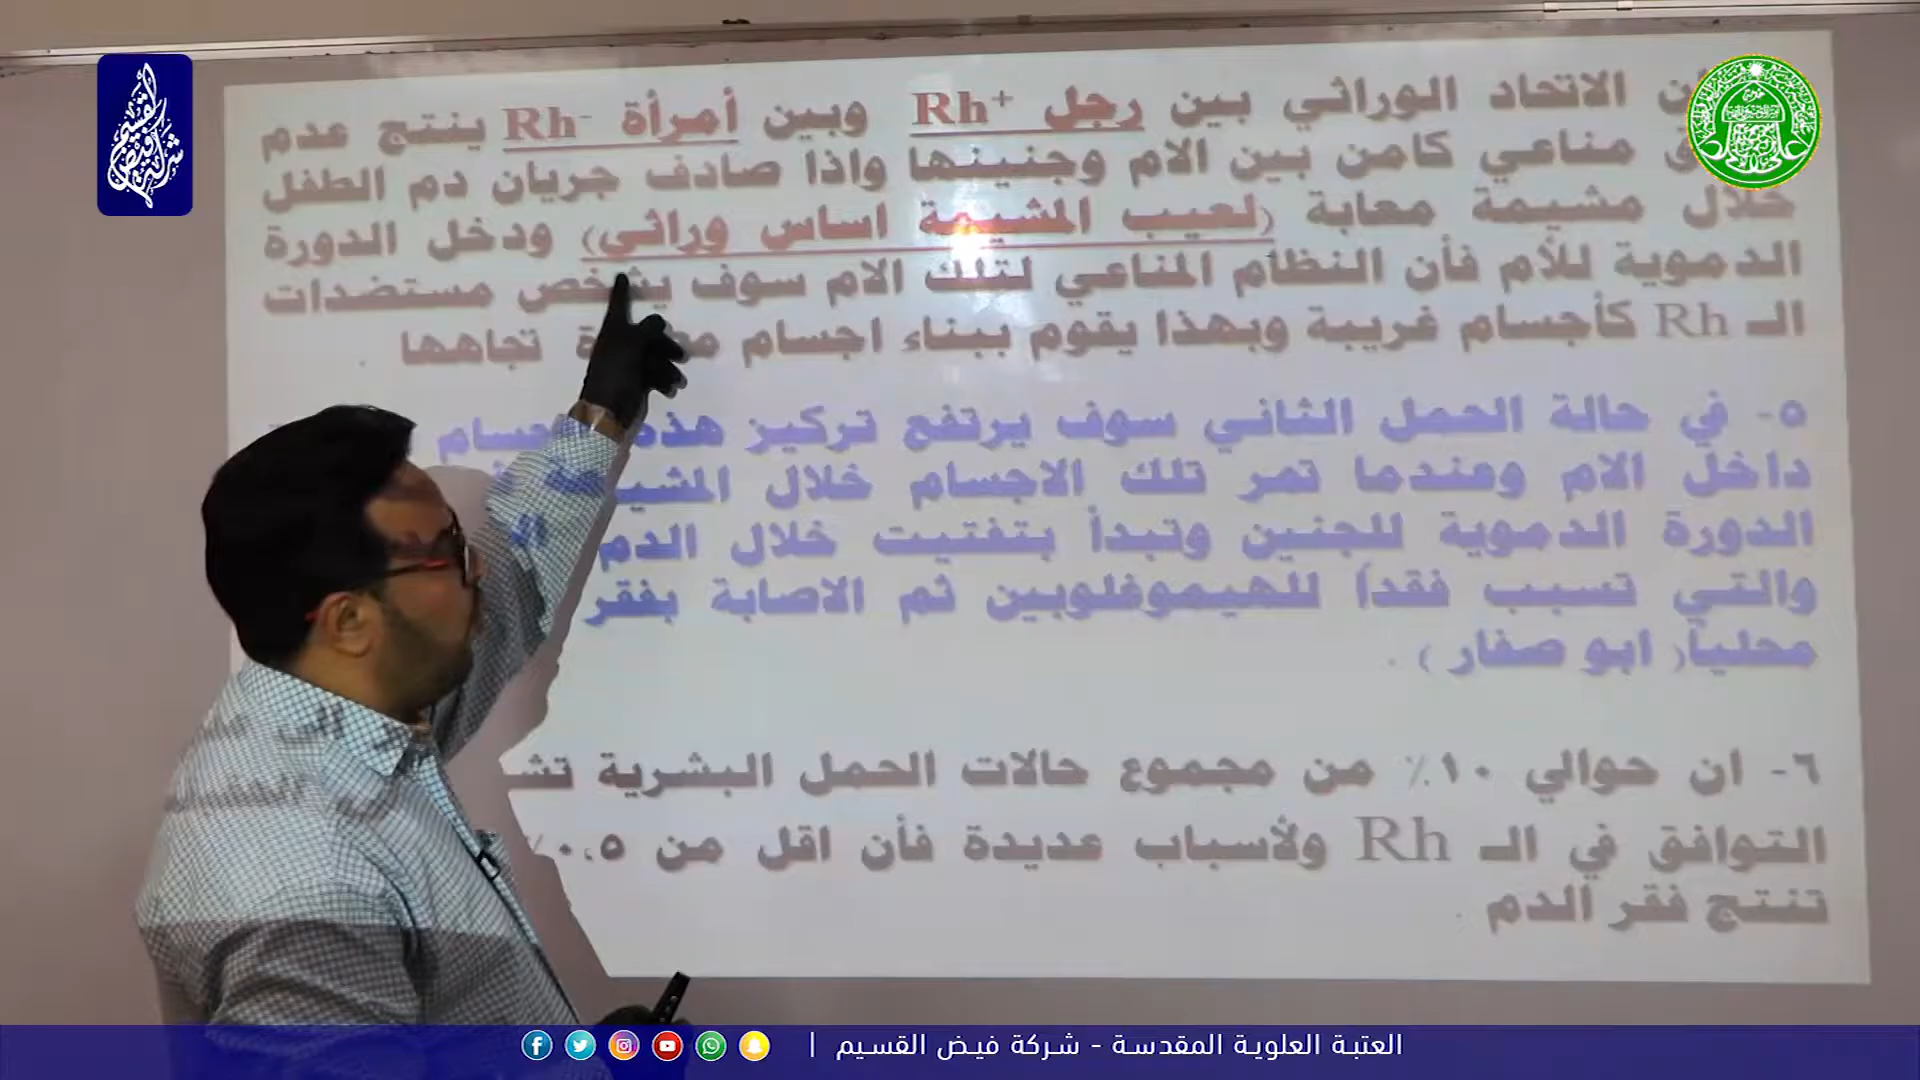 ن الاتحاد الوراثي بين رجل Rh+ وبين أمرأة Rh- ينتج عدم
ق مناعي كامن بين الام وجنينها واذا صادف جريان دم الطفل
خلال مشيمة معابة (لعيب المشيمة اساس وراثي) ودخل الدورة
الدموية للأم فأن النظام المناعي لتلك الام سوف يشخص مستضدات
الـ Rh كأجسام غريبة وبهذا يقوم ببناء اجسام تجاهها .
٥- في حالة الحمل الثاني سوف يرتفع تركيز هذه
داخل الام وعندما تمر تلك الاجسام خلال
الدورة الدموية للجنين وتبدأ بتفتيت خلال الدم
والتي تسبب فقداً للهيموغلوبين ثم الاصابة بفقر
محلياً( ابو صفار ) .
٦- ان حوالي ١٠٪ من مجموع حالات الحمل البشرية
التوافق في الـ Rh ولأسباب عديدة فأن اقل من ٠،٥٪
تنتج فقر الدم .
العتبة العلوية المقدسة - شركة فيض القسيم |